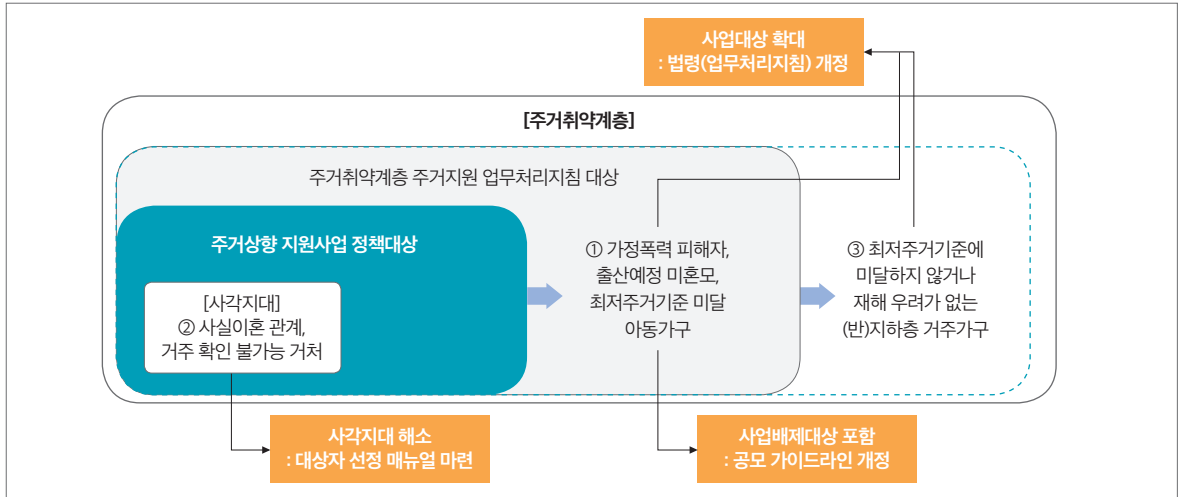 사업대상 확대
: 법령(업무처리지침) 개정
[주거취약계층]
주거취약계층 주거지원 업무처리지침 대상
주거상향 지원사업 정책대상
[사각지대]
② 사실이혼 관계,
거주 확인 불가능 거처
① 가정폭력 피해자,
출산예정 미혼모,
최저주거기준 미달
아동가구
③ 최저주거기준에
미달하지 않거나
재해 우려가 없는
(반)지하층 거주가구
사각지대 해소
: 대상자 선정 매뉴얼 마련
사업배제대상 포함
: 공모 가이드라인 개정